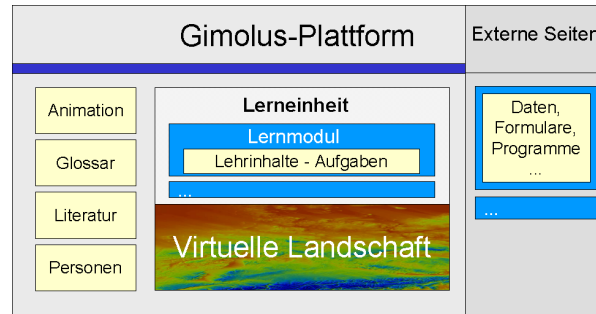 Gimolus-Plattform
Externe Seiten
Animation
Glossar
Literatur
Personen
Lerneinheit
Lernmodul
Lehrinhalte - Aufgaben
...
Virtuelle Landschaft
Daten,
Formulare,
Programme
...
...